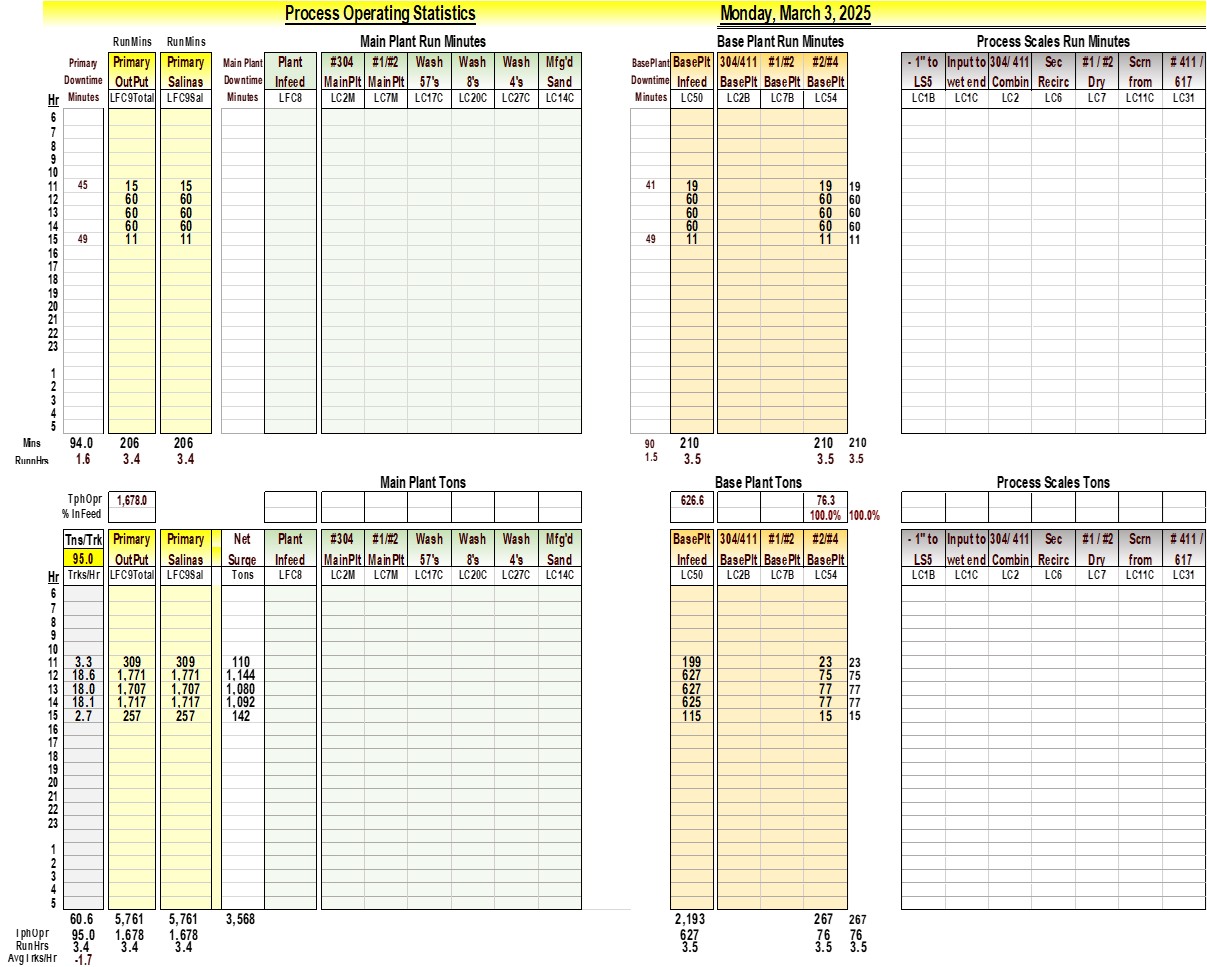 Process Operating Statistics Monday, March 3, 2025
RunMins RunMins Main Plant Run Minutes Base Plant Run Minutes Process Scales Run Minutes
Primary Primary Primary Main Plant Plant #304 #1/#2 Wash Wash Wash Mfg'd BasePlant BasePlt 304/411 #1/#2 #2/#4 - 1" to Input to 304/ 411 Sec #1 / #2 Scrn # 411 /
Downtime OutPut Salinas Downtime Infeed MainPlt MainPlt 57's 8's 4's Sand Downtime Infeed BasePlt BasePlt BasePlt LS5 wet end Combin Recirc Dry from 617
Hr Minutes LFC9Total LFC9Sal Minutes LFC8 LC2M LC7M LC17C LC20C LC27C LC14C Minutes LC50 LC2B LC7B LC54 LC1B LC1C LC2 LC6 LC7 LC11C LC31
6
7
8
9
10
11 45 15 15 41 19 19 19
12 60 60 60 60 60
13 60 60 60 60 60
14 60 60 60 60 60
15 49 11 11 49 11 11 11
16
17
18
19
20
21
22
23
1
2
3
4
5
Mins 94.0 206 206 90 210 210 210
RunnHrs 1.6 3.4 3.4 1.5 3.5 3.5 3.5
Main Plant Tons Base Plant Tons Process Scales Tons
TphOpr 1,678.0 626.6 76.3
% InFeed 100.0% 100.0%
Tns/Trk Primary Primary Net Plant #304 #1/#2 Wash Wash Wash Mfg'd BasePlt 304/411 #1/#2 #2/#4 - 1" to Input to 304/ 411 Sec #1 / #2 Scrn # 411 /
95.0 OutPut Salinas Surge Infeed MainPlt MainPlt 57's 8's 4's Sand Infeed BasePlt BasePlt BasePlt LS5 wet end Combin Recirc Dry from 617
Hr Trks/Hr LFC9Total LFC9Sal Tons LFC8 LC2M LC7M LC17C LC20C LC27C LC14C LC50 LC2B LC7B LC54 LC1B LC1C LC2 LC6 LC7 LC11C LC31
6
7
8
9
10
11 3.3 309 309 110 199 23 23
12 18.6 1,771 1,771 1,144 627 75 75
13 18.0 1,707 1,707 1,080 627 77 77
14 18.1 1,717 1,717 1,092 625 77 77
15 2.7 257 257 142 115 15 15
16
17
18
19
20
21
22
23
1
2
3
4
5
60.6 5,761 5,761 3,568 2,193 267 267
TphOpr 95.0 1,678 1,678 627 76 76
RunHrs 3.4 3.4 3.4 3.5 3.5 3.5
AvgTrks/Hr -1.7